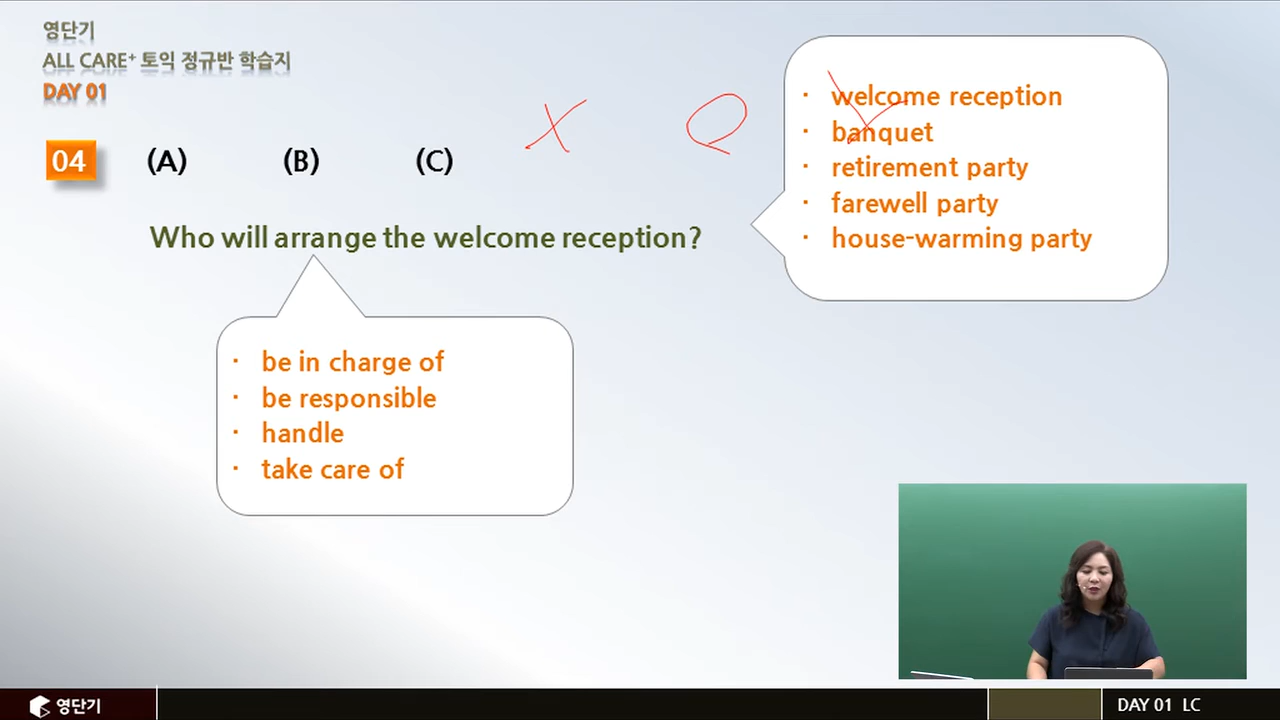 영단기
ALL CARE⁺ 토익 정규반 학습지
DAY 01
04 (A) (B) (C)
X
Who will arrange the welcome reception?
· welcome reception
· banquet
· retirement party
· farewell party
· house-warming party
· be in charge of
· be responsible
· handle
· take care of
영단기
DAY 01 LC